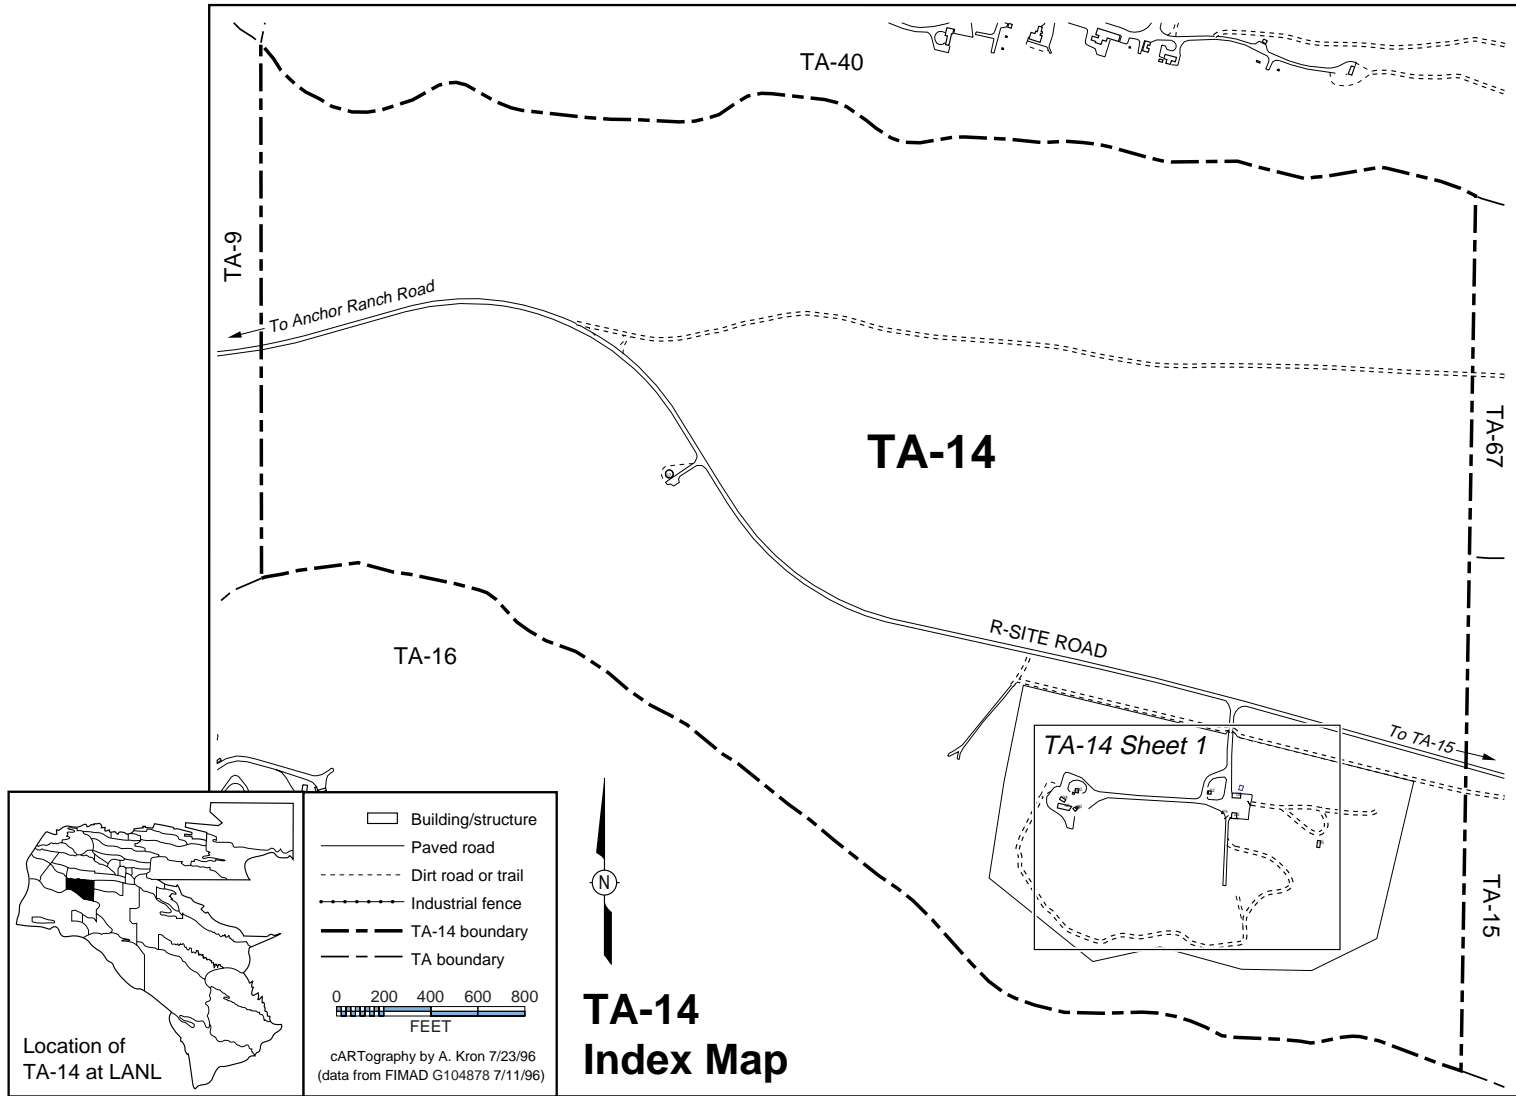 TA-40
TA-9
To Anchor Ranch Road
TA-14
TA-67
R-SITE ROAD
TA-16
To TA-15
TA-14 Sheet 1
TA-15
Building/structure
Paved road
Dirt road or trail
Industrial fence
TA-14 boundary
TA boundary
0 200 400 600 800
FEET
cARTography by A. Kron 7/23/96
(data from FIMAD G104878 7/11/96)
N
Location of
TA-14 at LANL
TA-14
Index Map